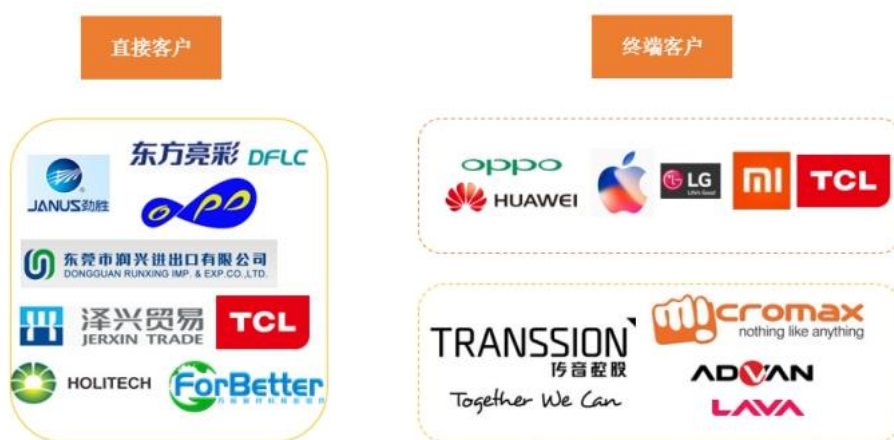 直接客户
终端客户
JANUS劲胜
东方亮彩 DFLC
OPD
东莞市润兴进出口有限公司
DONGGUAN RUNXING IMP. & EXP.CO.,LTD.
泽兴贸易
JERXIN TRADE
TCL
HOLITECH
ForBetter
oppo
HUAWEI
LG
Life's Good
mi
TCL
TRANSSION
传音控股
Together We Can
micromax
nothing like anything
ADVAN
LAVA